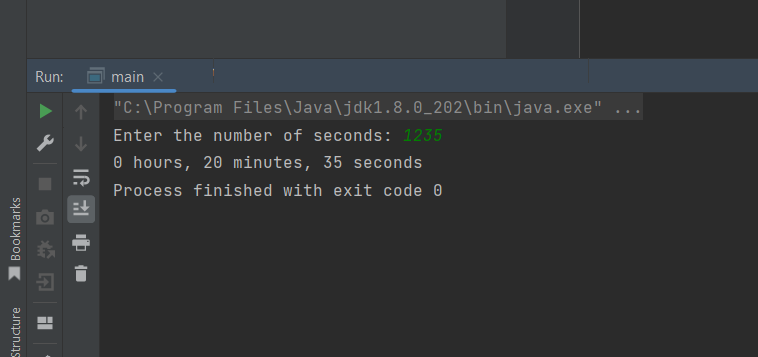 Run: main
"C:\Program Files\Java\jdk1.8.0_202\bin\java.exe" ...
Enter the number of seconds: 1235
0 hours, 20 minutes, 35 seconds
Process finished with exit code 0
Bookmarks
Structure